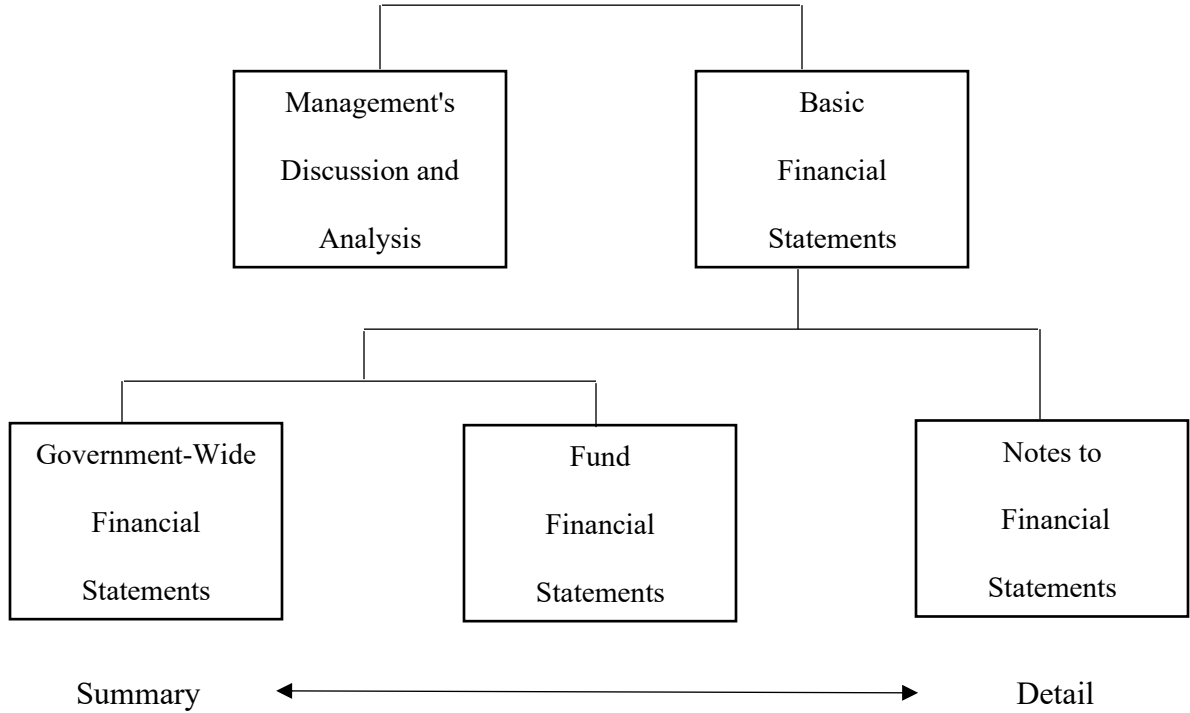 Management's
Discussion and
Analysis
Basic
Financial
Statements
Government-Wide
Financial
Statements
Fund
Financial
Statements
Notes to
Financial
Statements
Summary
Detail